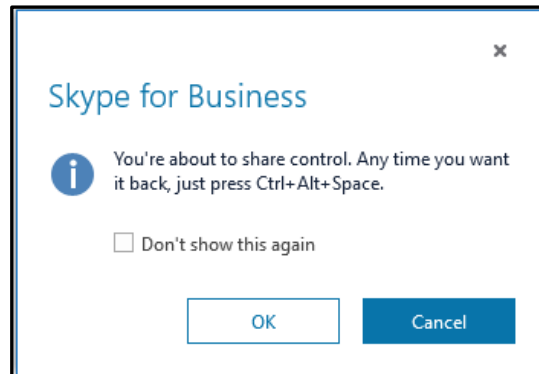 Skype for Business
You're about to share control. Any time you want
it back, just press Ctrl+Alt+Space.
Don't show this again
OK
Cancel